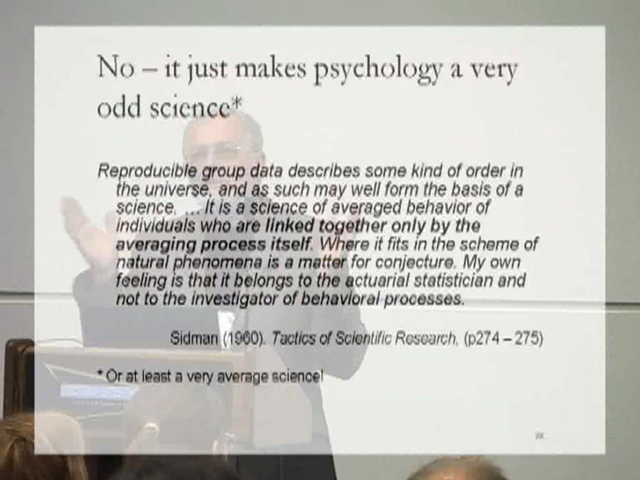 No – it just makes psychology a very
odd science*
Reproducible group data describes some kind of order in
the universe, and as such may well form the basis of a
science. ... It is a science of averaged behavior of
individuals who are linked together only by the
averaging process itself. Where it fits in the scheme of
natural phenomena is a matter for conjecture. My own
feeling is that it belongs to the actuarial statistician and
not to the investigator of behavioral processes.
Sidman (1960). Tactics of Scientific Research, (p274 – 275)
* Or at least a very average science!